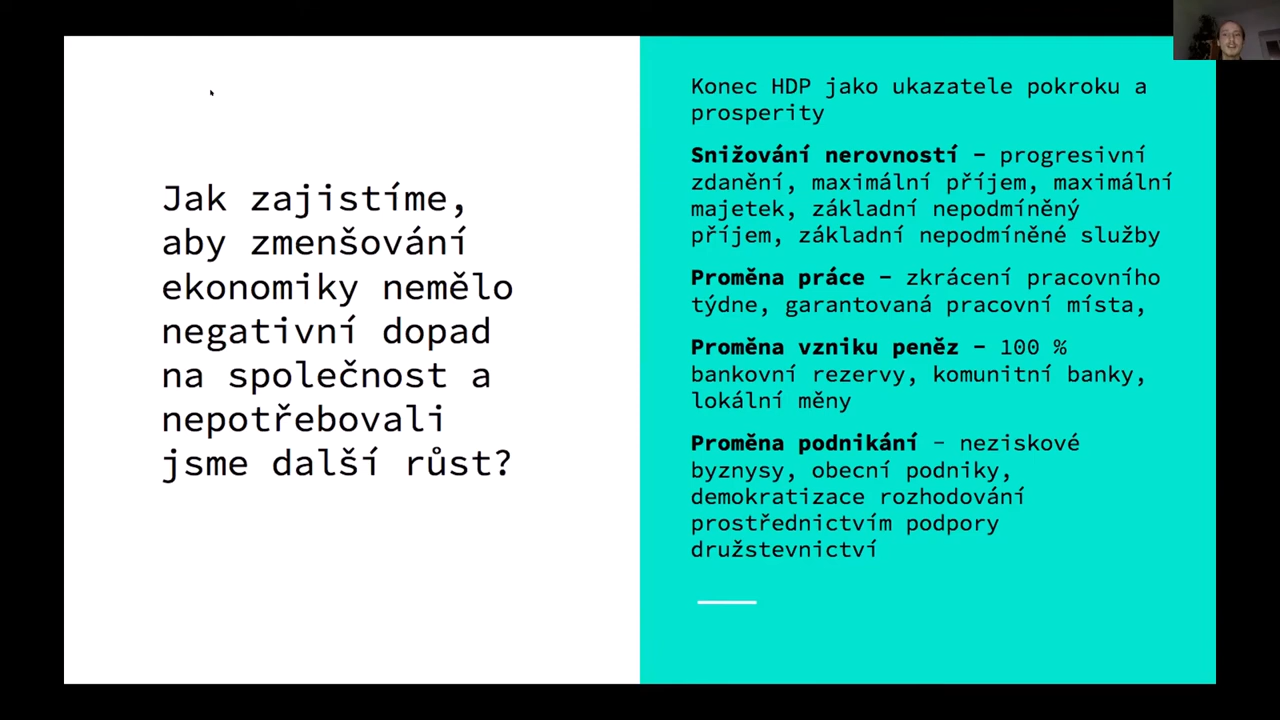 Jak zajistíme,
aby zmenšování
ekonomiky nemělo
negativní dopad
na společnost a
nepotřebovali
jsme další růst?
Konec HDP jako ukazatele pokroku a
prosperity
Snižování nerovností – progresivní
zdanění, maximální příjem, maximální
majetek, základní nepodmíněný
příjem, základní nepodmíněné služby
Proměna práce – zkrácení pracovního
týdne, garantovaná pracovní místa,
Proměna vzniku peněz – 100 %
bankovní rezervy, komunitní banky,
lokální měny
Proměna podnikání – neziskové
byznysy, obecní podniky,
demokratizace rozhodování
prostřednictvím podpory
družstevnictví